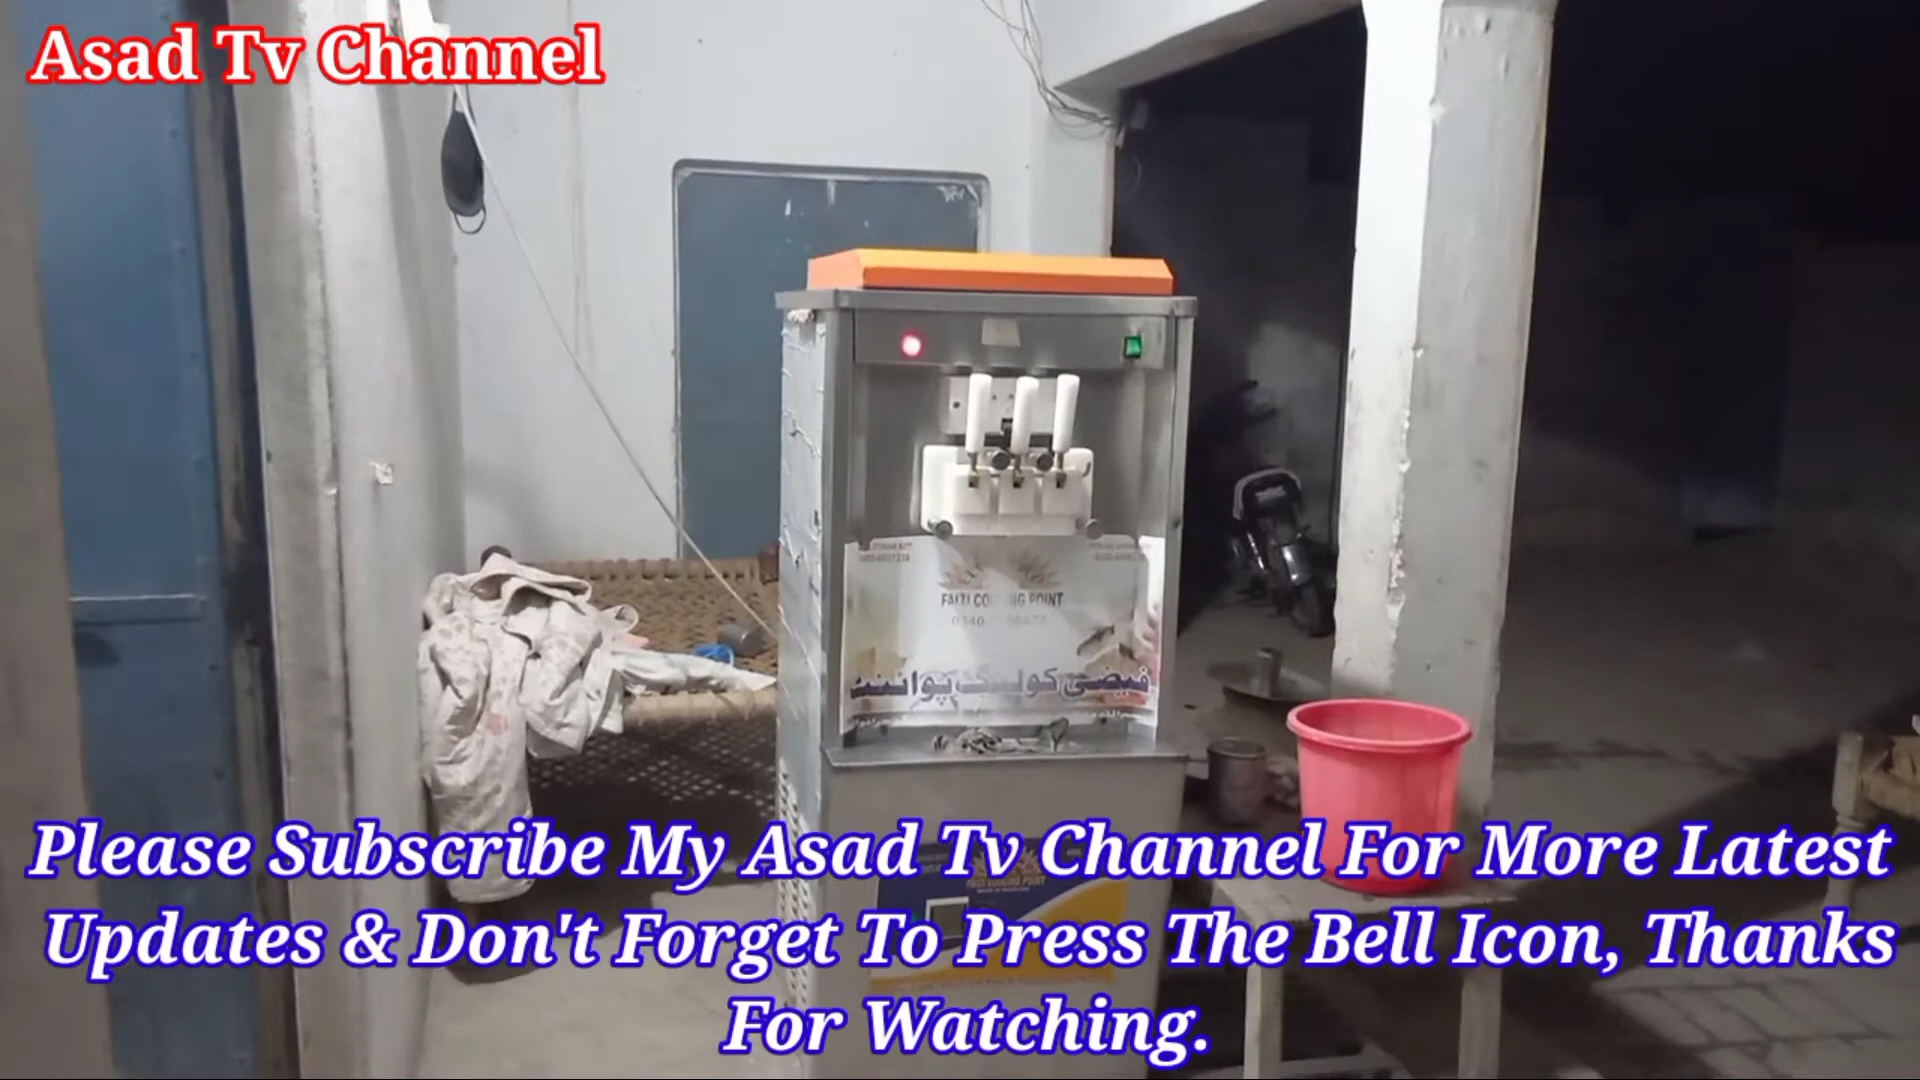 Asad Tv Channel
FAIZI COOLING POINT
فیضی کولنگ پوائنٹ
Please Subscribe My Asad Tv Channel For More Latest
Updates & Don't Forget To Press The Bell Icon, Thanks
For Watching.